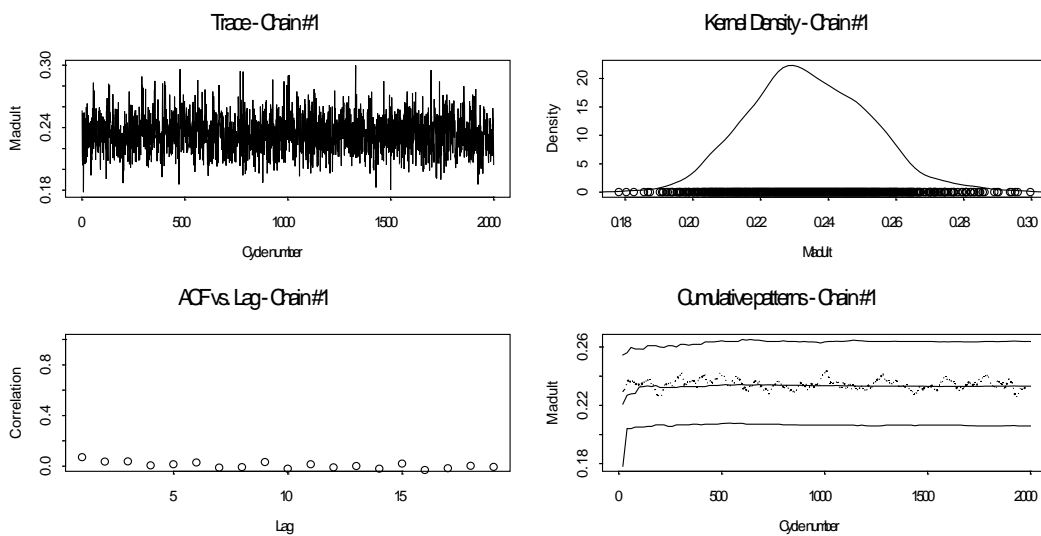 Trace - Chain #1
0.30
0.24
0.18
Madult
0
500
1000
1500
2000
Cycle number
Kernel Density - Chain #1
20
15
10
5
0
Density
0.18
0.20
0.22
0.24
0.26
0.28
0.30
Madult
ACF vs. Lag - Chain #1
0.8
0.4
0.0
Correlation
5
10
15
Lag
Cumulative patterns - Chain #1
0.26
0.22
0.18
Madult
0
500
1000
1500
2000
Cycle number